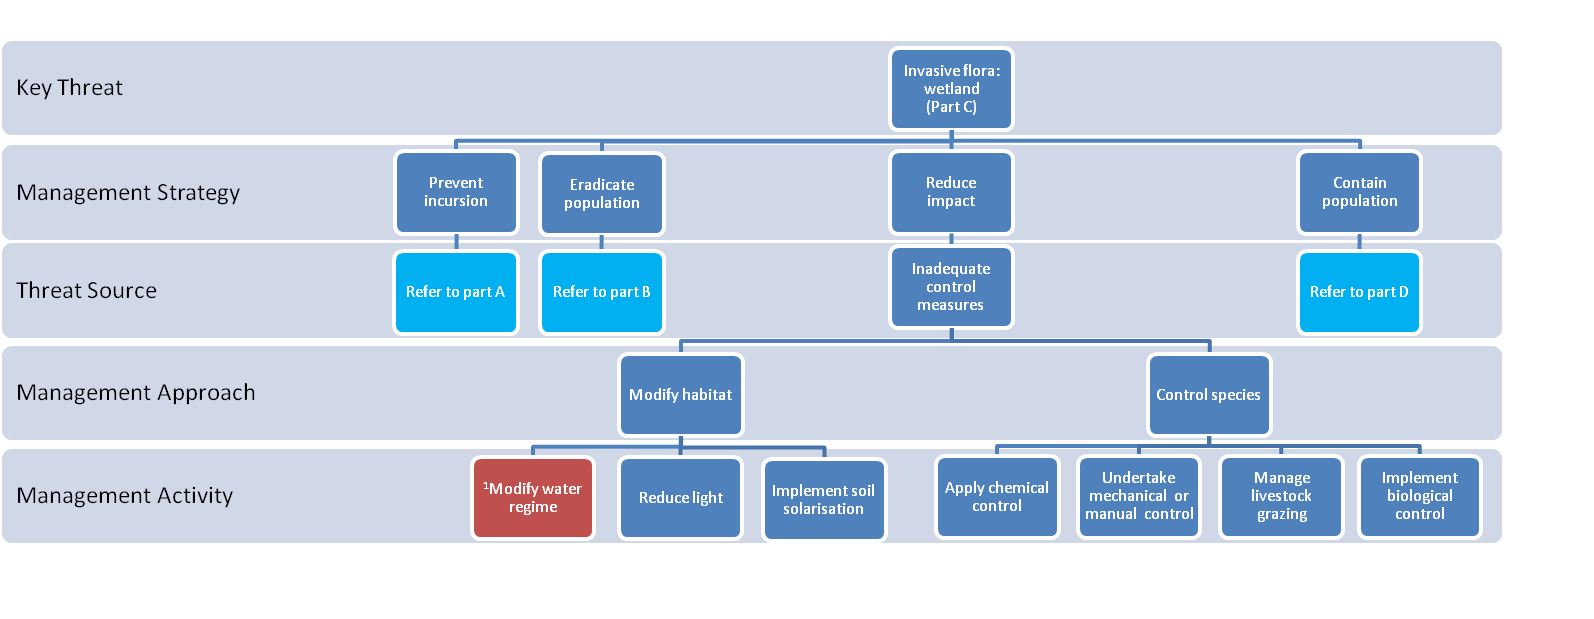 Key Threat
Invasive flora:
wetland
(Part C)
Management Strategy
Prevent
incursion
Eradicate
population
Reduce
impact
Contain
population
Threat Source
Refer to part A
Refer to part B
Inadequate
control
measures
Refer to part D
Management Approach
Modify habitat
Control species
Management Activity
¹Modify water
regime
Reduce light
Implement soil
solarisation
Apply chemical
control
Undertake
mechanical or
manual control
Manage
livestock
grazing
Implement
biological
control